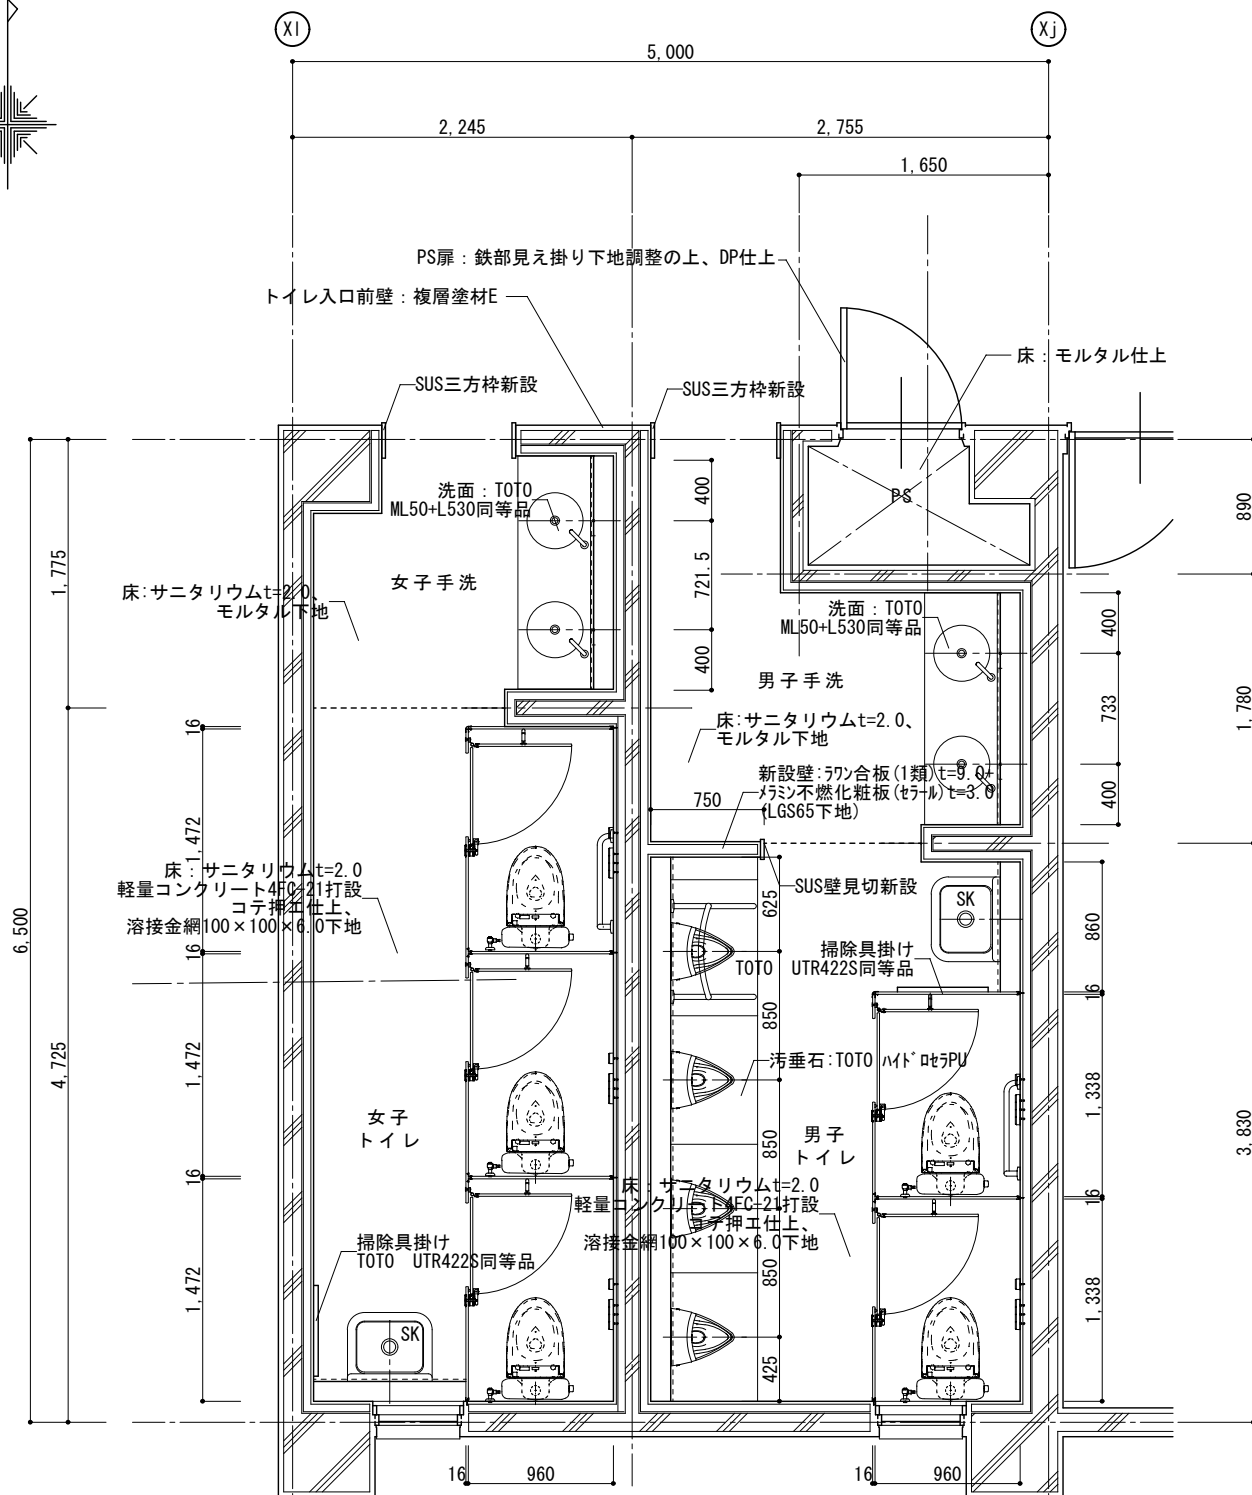 Xl
Xj
5,000
2,245
2,755
1,650
PS扉：鉄部見え掛り下地調整の上、DP仕上
トイレ入口前壁：複層塗材E
床：モルタル仕上
SUS三方枠新設
SUS三方枠新設
PS
洗面：TOTO
ML50+L530同等品
400
721.5
400
890
1,775
女子手洗
床:サニタリウムt=2.0、
モルタル下地
洗面：TOTO
ML50+L530同等品
400
733
400
1,780
男子手洗
床:サニタリウムt=2.0、
モルタル下地
新設壁:ﾗﾜﾝ合板(1類)t=9.0+
ﾒﾗﾐﾝ不燃化粧板(ｾﾗｰﾙ)t=3.0
(LGS65下地)
750
16
1,472
床：サニタリウムt=2.0
軽量コンクリート4FC-21打設
コテ押エ仕上、
溶接金網100×100×6.0下地
6,500
4,725
16
1,472
16
1,472
SUS壁見切新設
625
850
850
850
425
SK
掃除具掛け
TOTO　UTR422S同等品
860
16
1,338
16
1,338
3,830
汚垂石:TOTO ﾊｲﾄﾞﾛｾﾗPU
女子
トイレ
男子
トイレ
床：サニタリウムt=2.0
軽量コンクリート4FC-21打設
コテ押エ仕上、
溶接金網100×100×6.0下地
掃除具掛け
TOTO　UTR422S同等品
SK
16
960
16
960